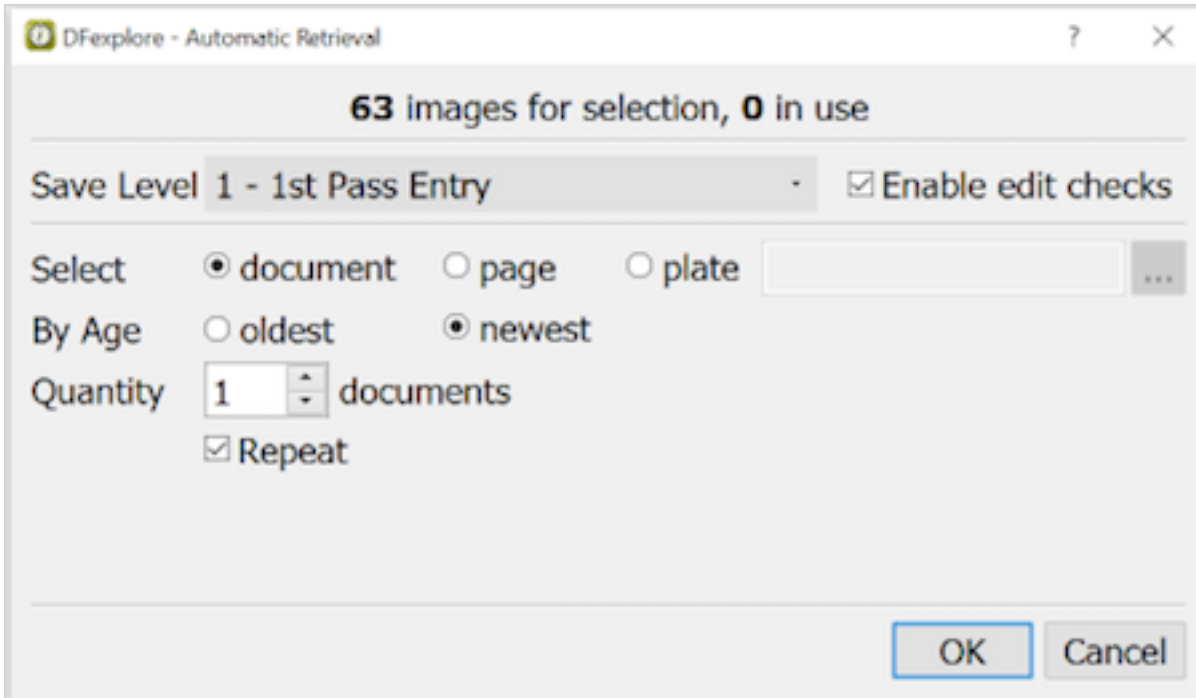 DFexplore - Automatic Retrieval ?
63 images for selection, 0 in use
Save Level 1 - 1st Pass Entry Enable edit checks
Select document page plate ...
By Age oldest newest
Quantity 1 documents
Repeat
OK Cancel